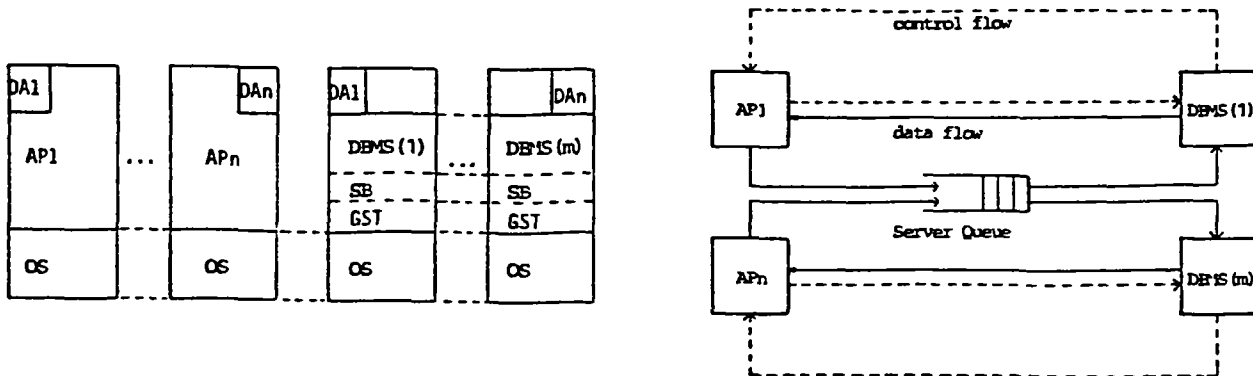 DA1
DAn
DA1
DAn
AP1
...
APn
DBMS(1)
...
DBMS(m)
SB
SB
GST
GST
OS
OS
OS
OS
control flow
AP1
DBMS(1)
data flow
Server Queue
APn
DBMS(m)